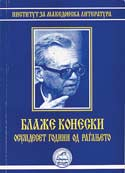 ИНСТИТУТ ЗА МАКЕДОНСКА ЛИТЕРАТУРА
БЛАЖЕ КОНЕСКИ
ОСУМДЕСЕТ ГОДИНИ ОД РАЃАЊЕТО